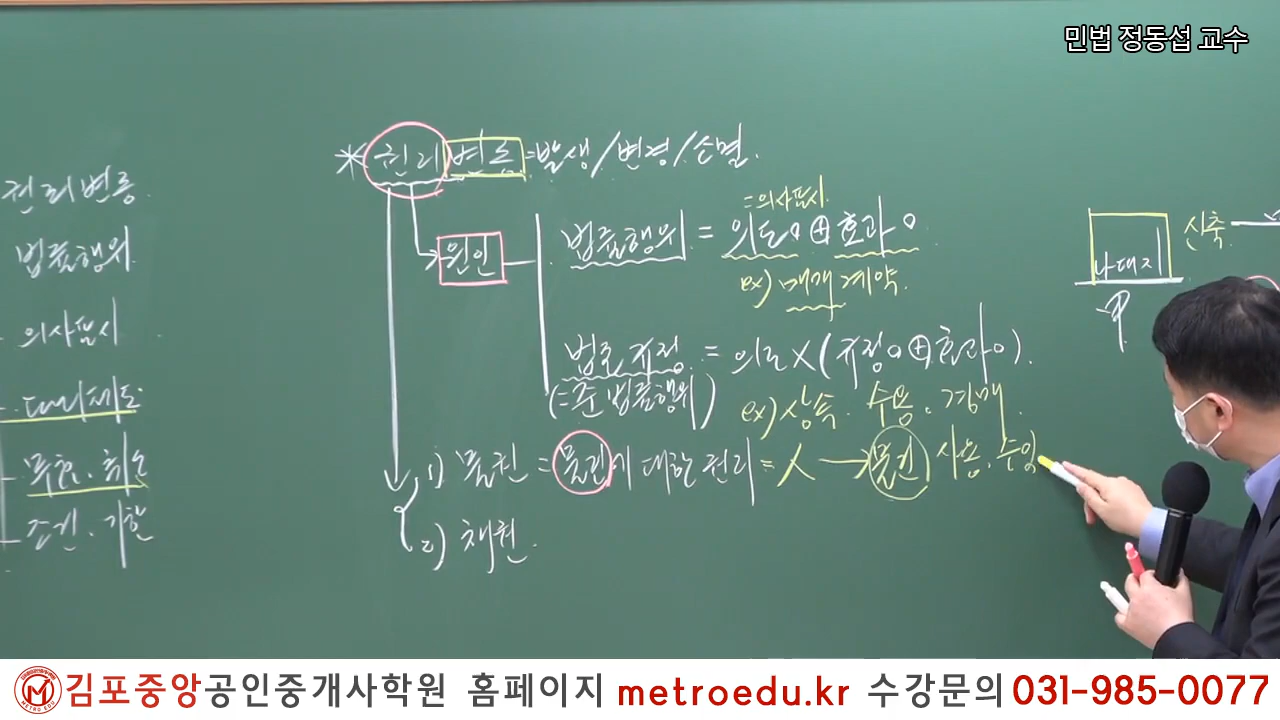 민법 정동섭 교수
* 권리변동 = 발생/변경/소멸.
권리변동.
법률행위.
의사표시
대리제도
무효. 취소
조건. 기한
= 의사표시.
원인
법률행위 = 의도O ⊕ 효과O
ex) 매매계약.
법률규정 = 의도X (규정O ⊕ 효과O).
(= 준법률행위)
ex) 상속. 수용. 경매.
1) 물권 = 물건에 대한 권리 = 人 → 물건 사용. 수익
2) 채권.
신축
나대지
甲
METRO EDU
김포중앙공인중개사학원 홈페이지 metroedu.kr 수강문의 031-985-0077